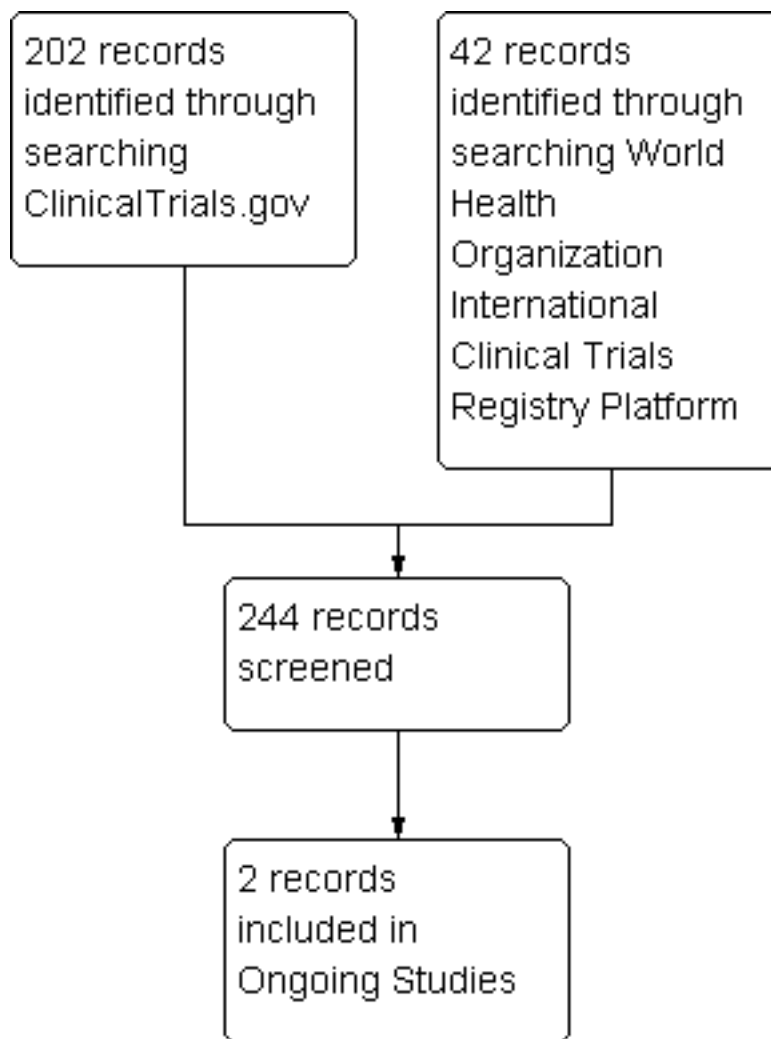 202 records
identified through
searching
ClinicalTrials.gov
42 records
identified through
searching World
Health
Organization
International
Clinical Trials
Registry Platform
244 records
screened
2 records
included in
Ongoing Studies